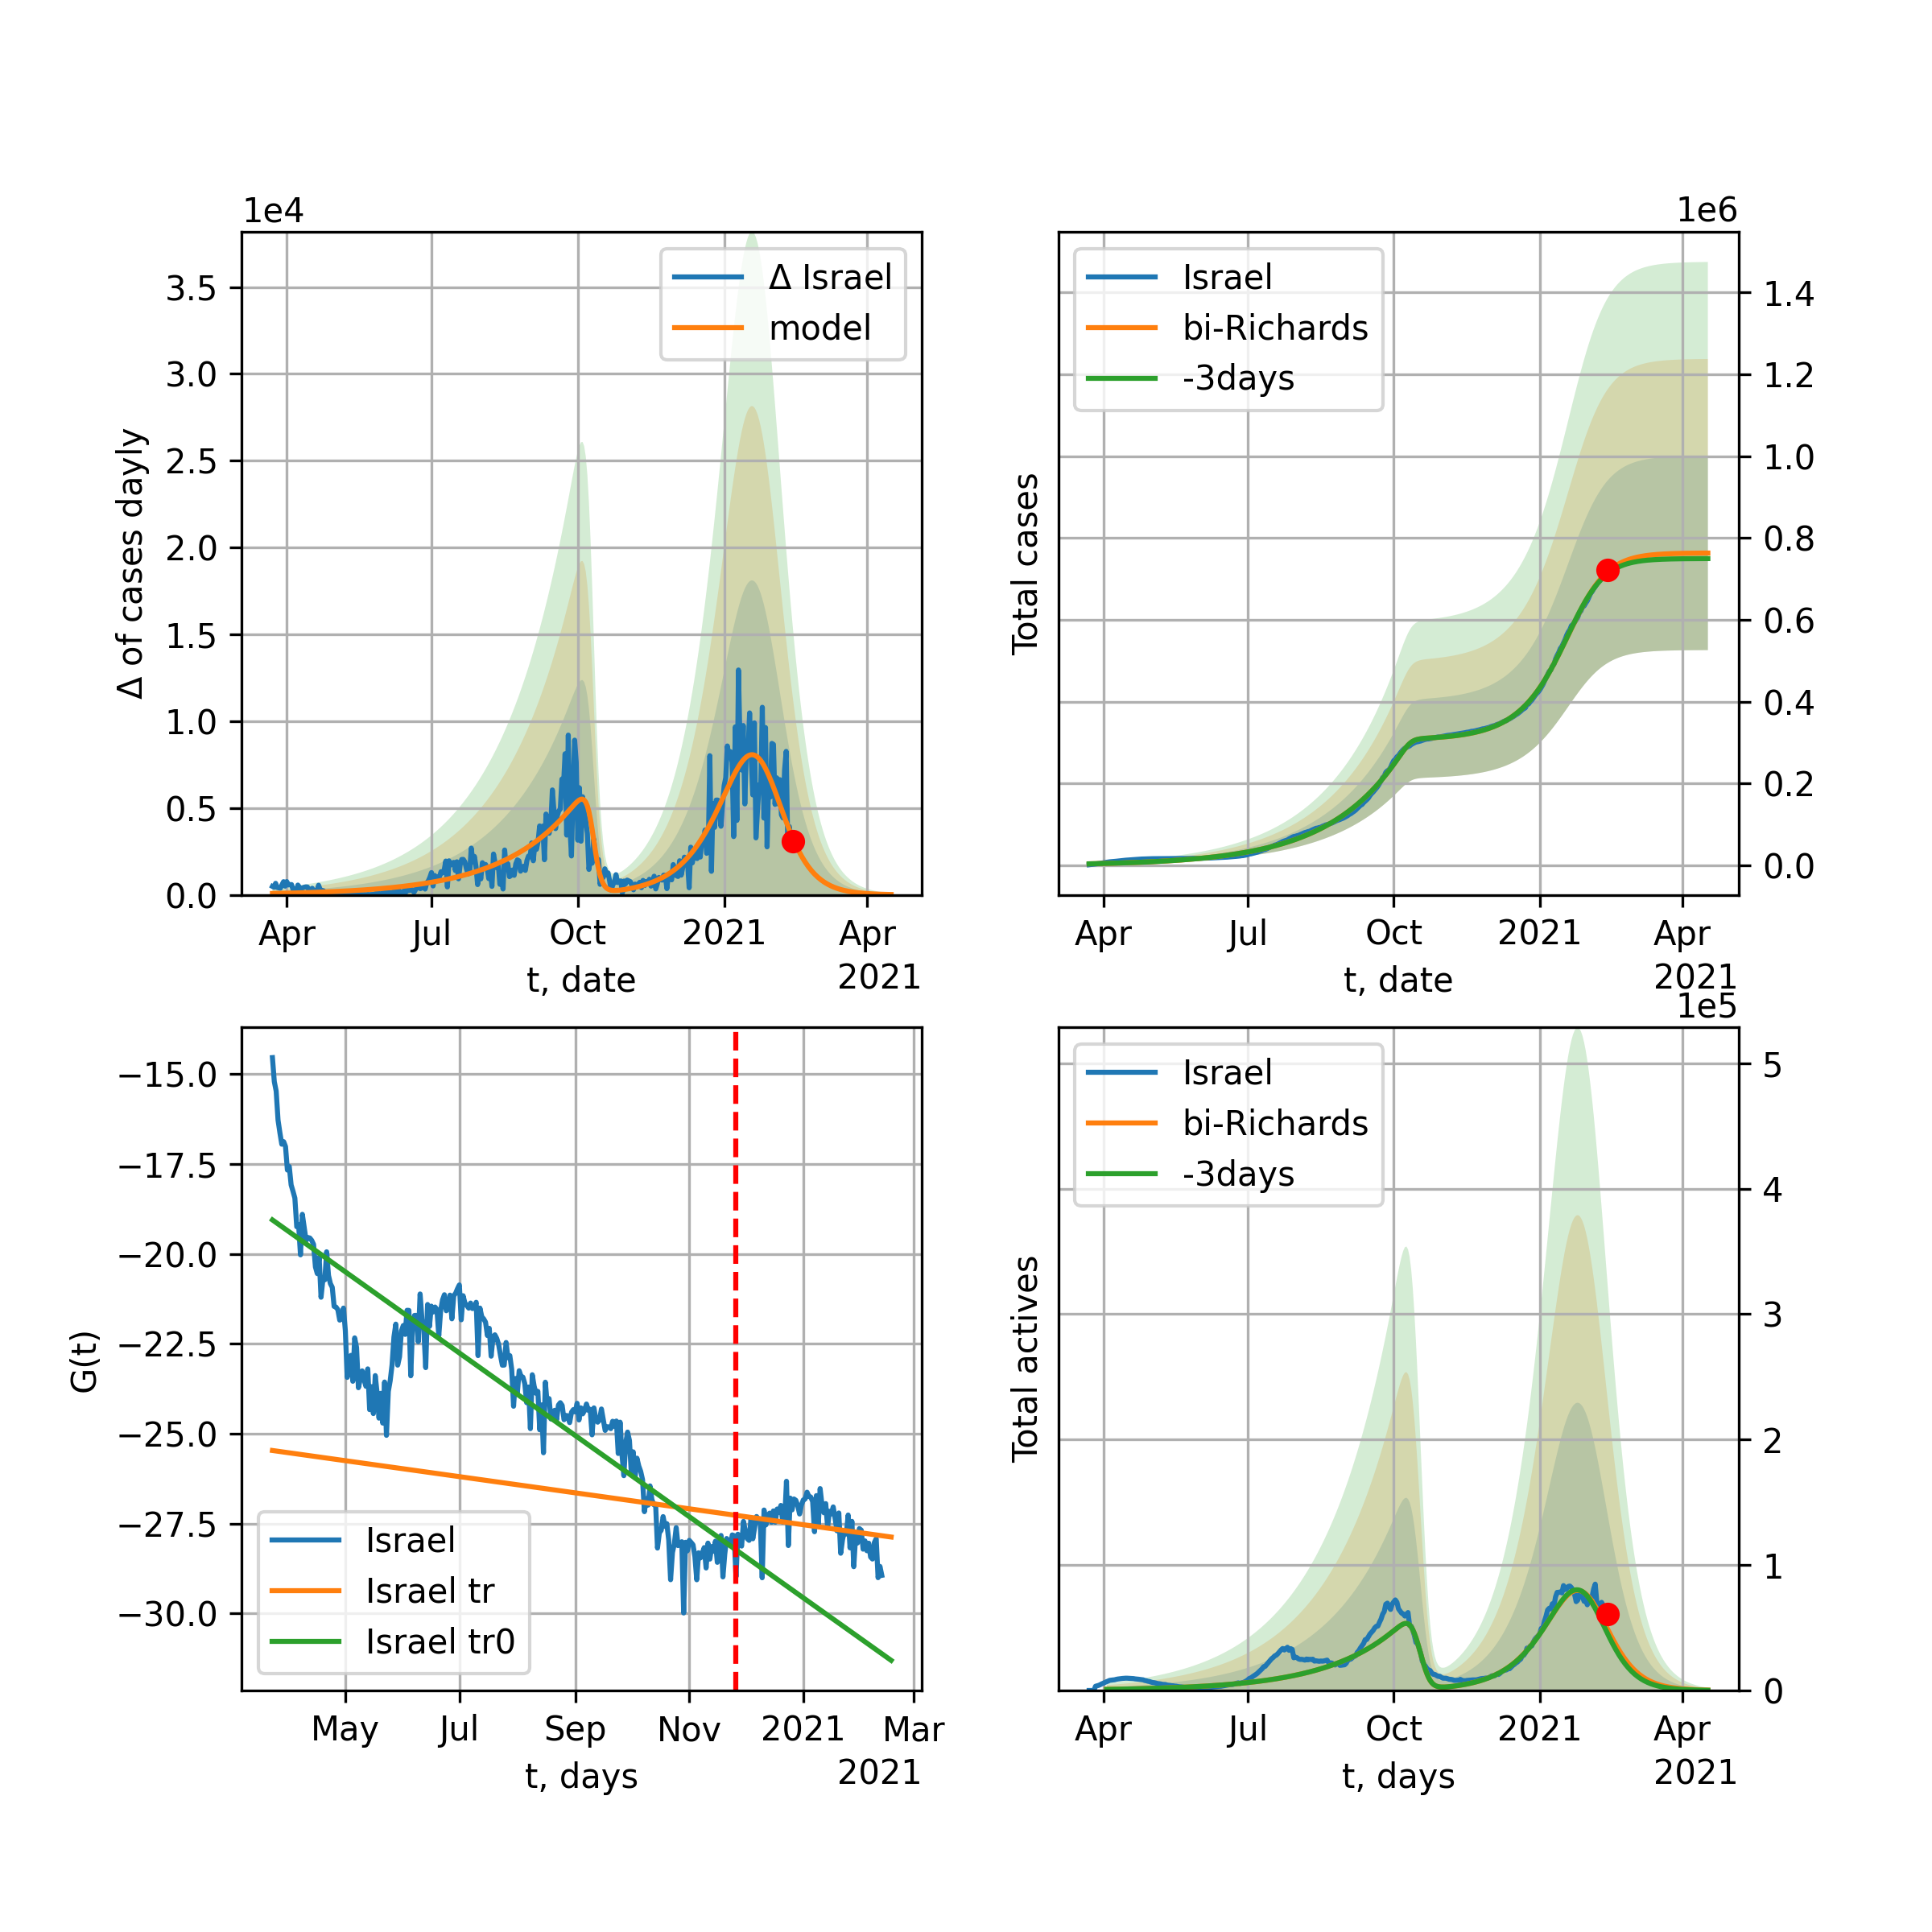 1e4
Δ of cases dayly
3.5
3.0
2.5
2.0
1.5
1.0
0.5
0.0
Δ Israel
model
Apr
Jul
Oct
2021
Apr
2021
t, date
1e6
Total cases
Israel
bi-Richards
-3days
1.4
1.2
1.0
0.8
0.6
0.4
0.2
0.0
Apr
Jul
Oct
2021
Apr
2021
t, date
G(t)
−15.0
−17.5
−20.0
−22.5
−25.0
−27.5
−30.0
Israel
Israel tr
Israel tr0
May
Jul
Sep
Nov
2021
Mar
2021
t, days
1e5
Total actives
Israel
bi-Richards
-3days
5
4
3
2
1
0
Apr
Jul
Oct
2021
Apr
2021
t, days